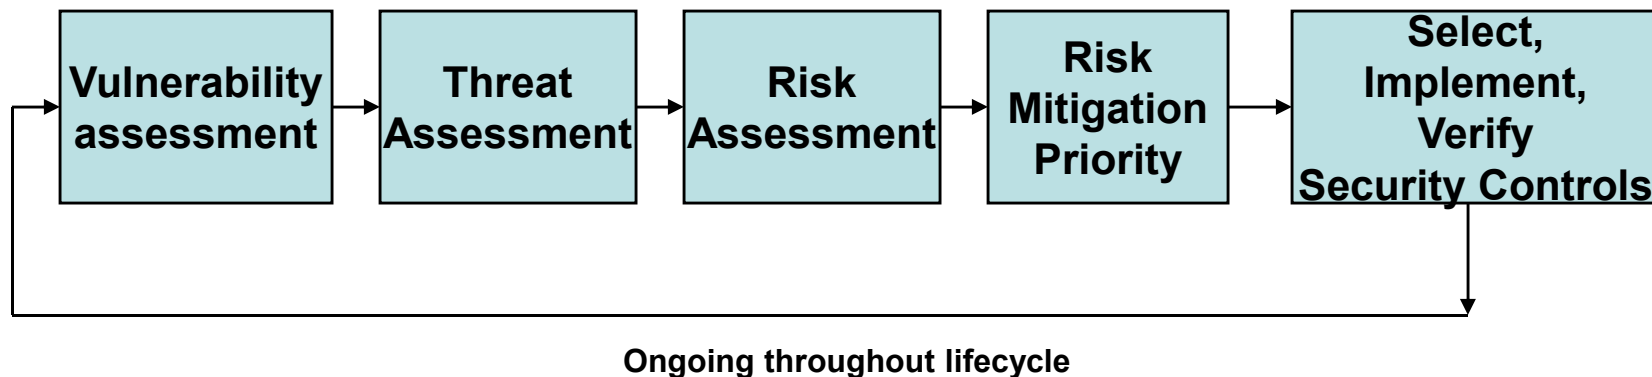 Vulnerability
assessment
Threat
Assessment
Risk
Assessment
Risk
Mitigation
Priority
Select,
Implement,
Verify
Security Controls
Ongoing throughout lifecycle